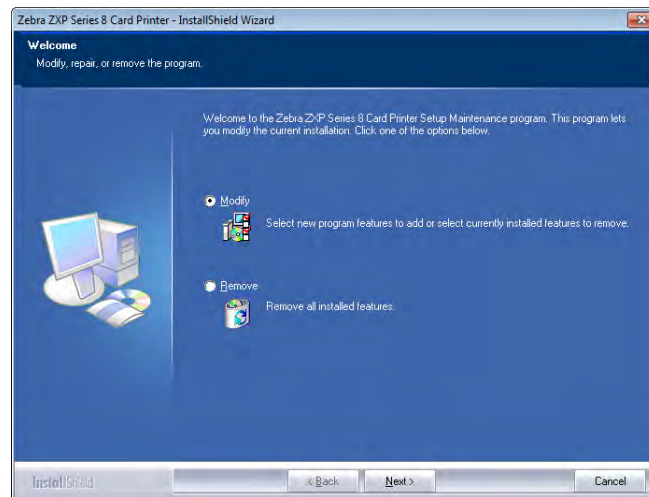 Zebra ZXP Series 8 Card Printer - InstallShield Wizard
Welcome
Modify, repair, or remove the program.
Welcome to the Zebra ZXP Series 8 Card Printer Setup Maintenance program. This program lets
you modify the current installation. Click one of the options below.
Modify
Select new program features to add or select currently installed features to remove.
Remove
Remove all installed features.
InstallShield
< Back
Next >
Cancel